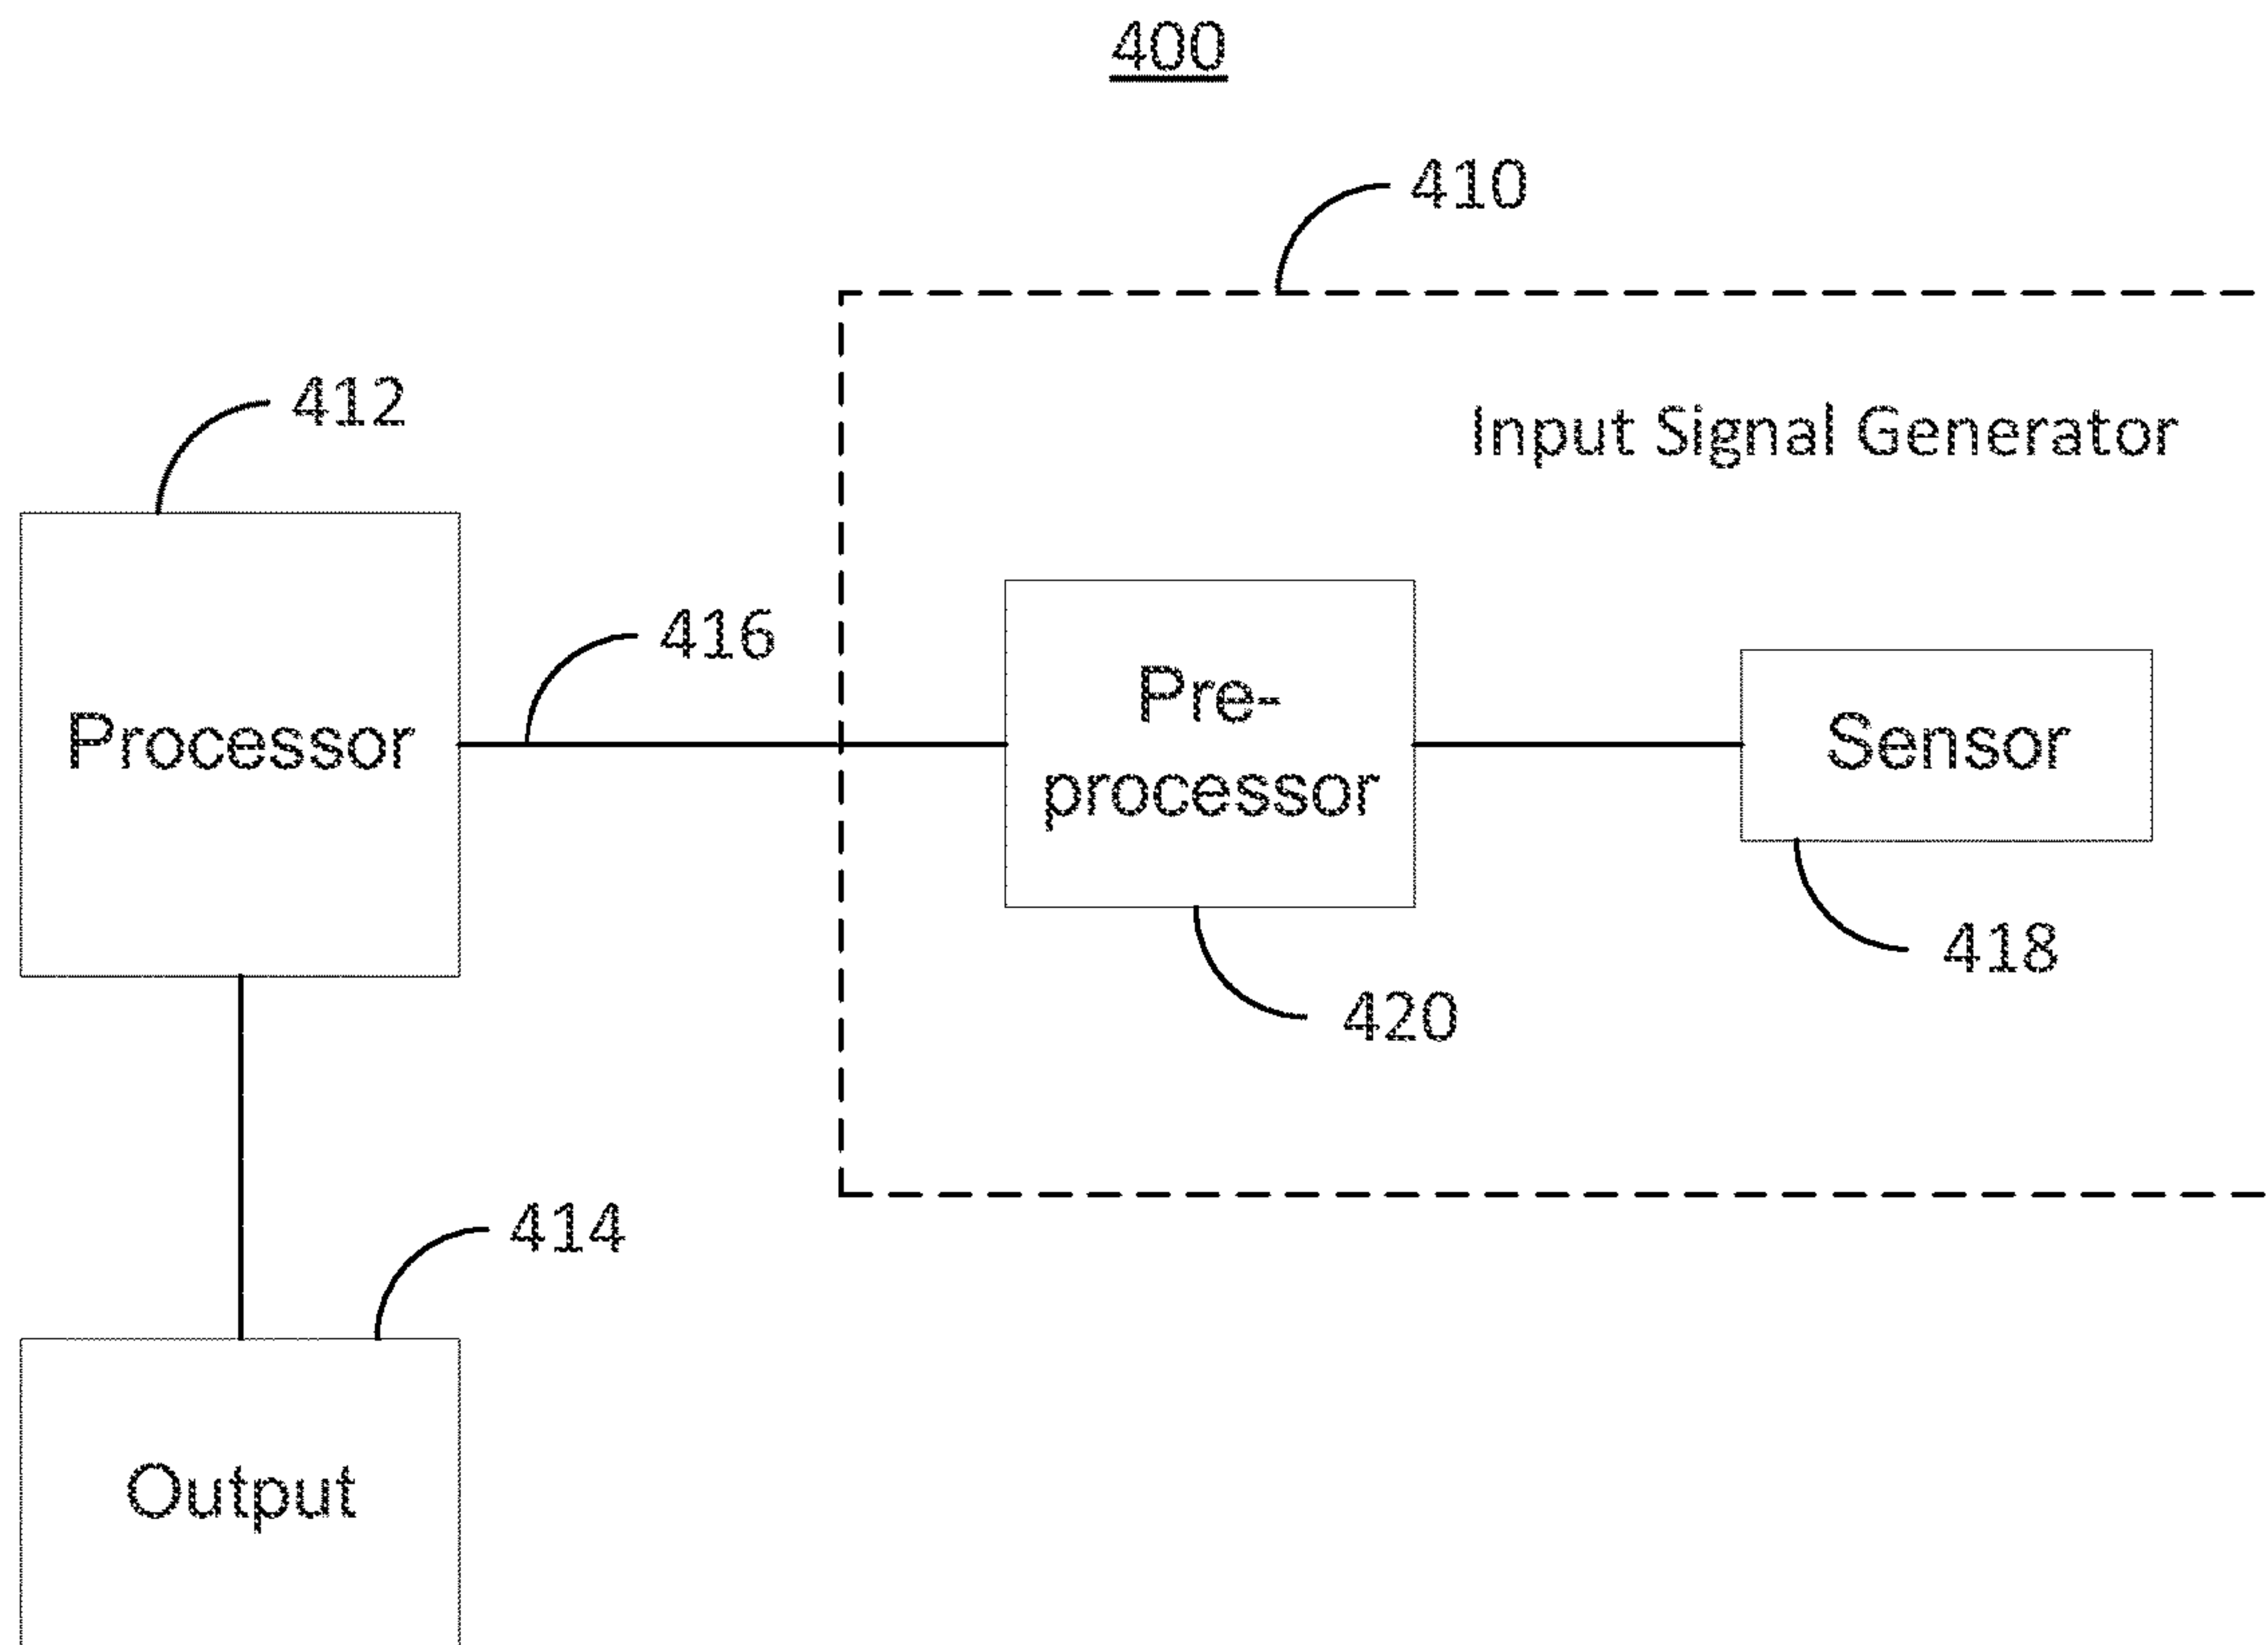 400
410
412
Input Signal Generator
416
Processor
Pre-
processor
Sensor
418
420
414
Output